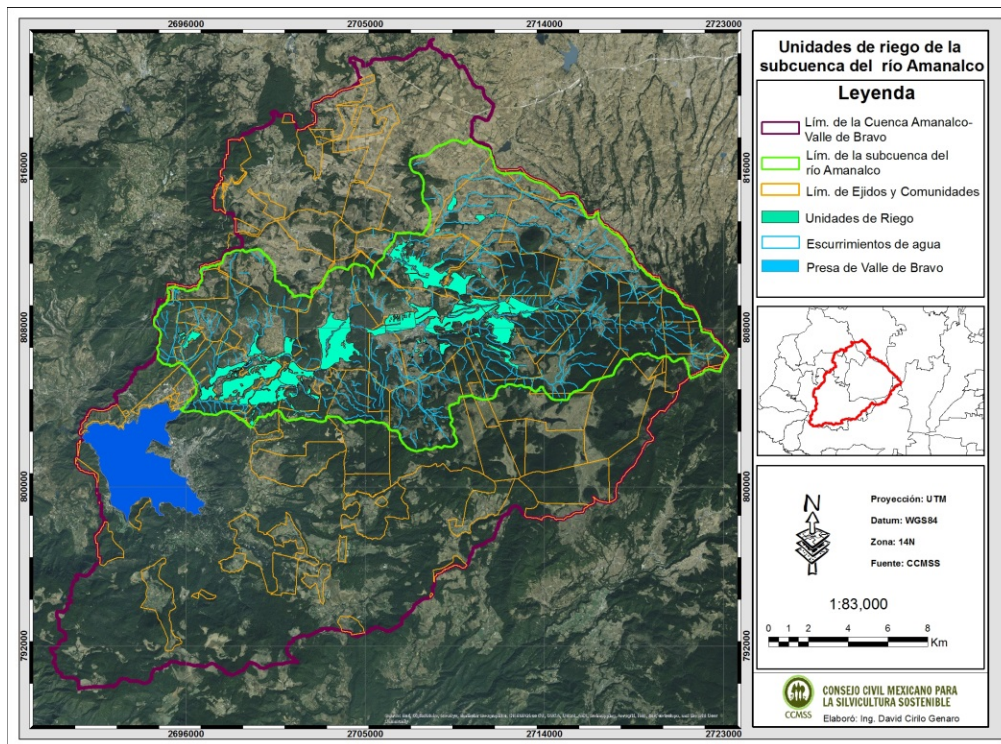 2696000 2705000 2714000 2723000
816000 808000 800000 792000
816000 808000 800000 792000
2696000 2705000 2714000 2723000
Unidades de riego de la
subcuenca del río Amanalco
Leyenda
Lím. de la Cuenca Amanalco-
Valle de Bravo
Lím. de la subcuenca del
río Amanalco
Lím. de Ejidos y Comunidades
Unidades de Riego
Escurrimientos de agua
Presa de Valle de Bravo
N
Proyección: UTM
Datum: WGS84
Zona: 14N
Fuente: CCMSS
1:83,000
0 1 2 4 6 8
Km
CCMSS
CONSEJO CIVIL MEXICANO PARA
LA SILVICULTURA SOSTENIBLE
Elaboró: Ing. David Cirilo Genaro